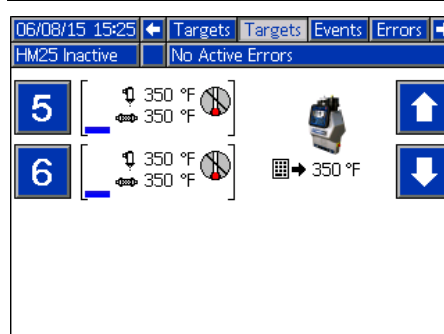 06/08/15 15:25 Targets Targets Events Errors
HM25 Inactive No Active Errors
5 350 °F
350 °F
6 350 °F
350 °F
350 °F